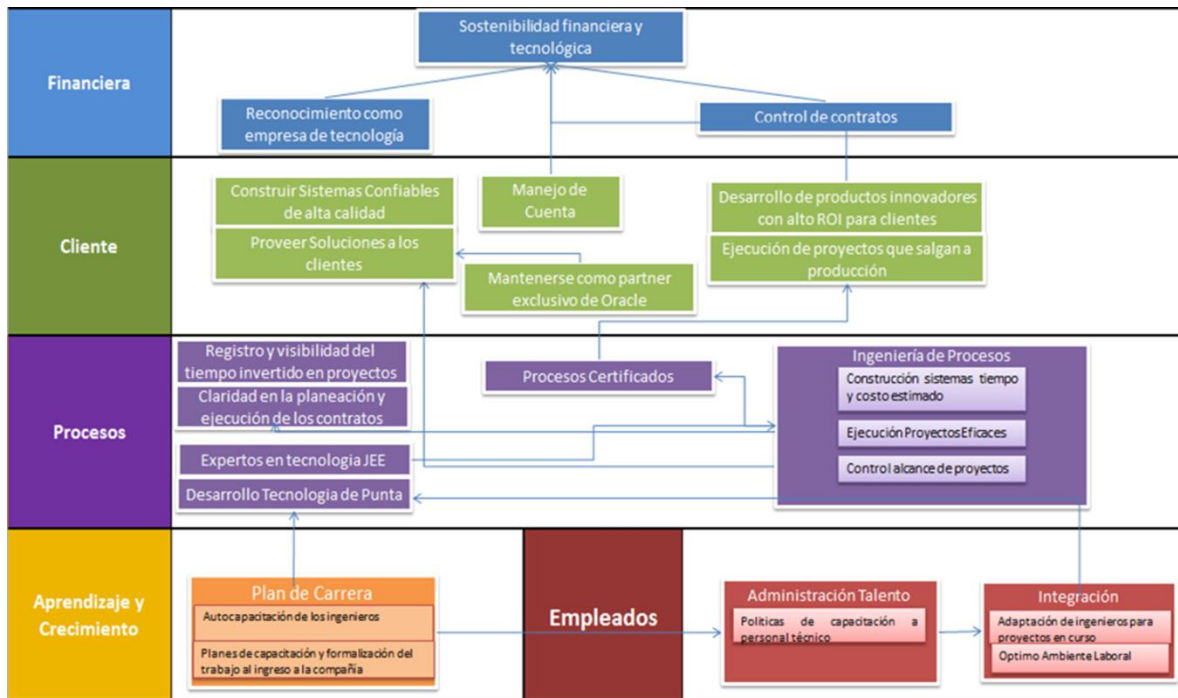 Financiera
Sostenibilidad financiera y
tecnológica
Reconocimiento como
empresa de tecnología
Control de contratos
Cliente
Construir Sistemas Confiables
de alta calidad
Proveer Soluciones a los
clientes
Manejo de
Cuenta
Mantenerse como partner
exclusivo de Oracle
Desarrollo de productos innovadores
con alto ROI para clientes
Ejecución de proyectos que salgan a
producción
Procesos
Registro y visibilidad del
tiempo invertido en proyectos
Claridad en la planeación y
ejecución de los contratos
Expertos en tecnologia JEE
Desarrollo Tecnologia de Punta
Procesos Certificados
Ingeniería de Procesos
Construcción sistemas tiempo
y costo estimado
Ejecución Proyectos Eficaces
Control alcance de proyectos
Aprendizaje y
Crecimiento
Plan de Carrera
Autocapacitación de los ingenieros
Planes de capacitación y formalización del
trabajo al ingreso a la compañía
Empleados
Administración Talento
Políticas de capacitación a
personal técnico
Integración
Adaptación de ingenieros para
proyectos en curso
Optimo Ambiente Laboral